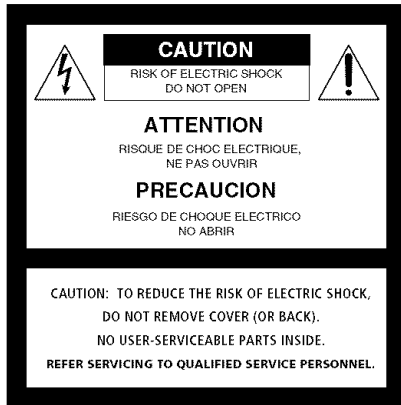 CAUTION
RISK OF ELECTRIC SHOCK
DO NOT OPEN
ATTENTION
RISQUE DE CHOC ELECTRIQUE,
NE PAS OUVRIR
PRECAUCION
RIESGO DE CHOQUE ELECTRICO
NO ABRIR
CAUTION: TO REDUCE THE RISK OF ELECTRIC SHOCK,
DO NOT REMOVE COVER (OR BACK).
NO USER-SERVICEABLE PARTS INSIDE.
REFER SERVICING TO QUALIFIED SERVICE PERSONNEL.